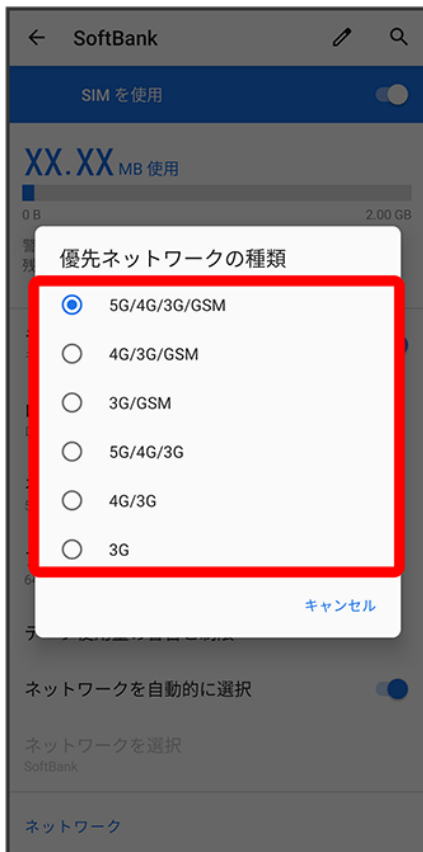 SoftBank
SIM を使用
XX.XX MB 使用
0 B 2.00 GB
警
残
優先ネットワークの種類
5G/4G/3G/GSM
4G/3G/GSM
3G/GSM
5G/4G/3G
4G/3G
3G
キャンセル
ネットワークを自動的に選択
ネットワークを選択
SoftBank
ネットワーク